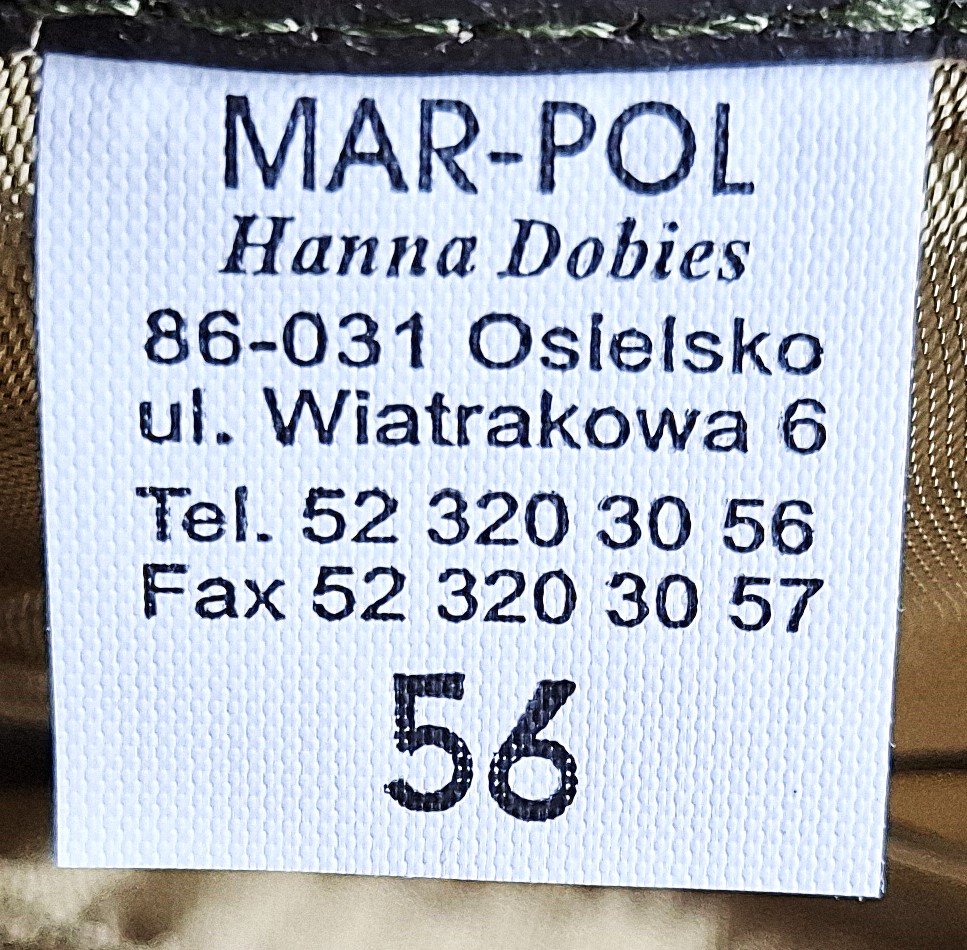 MAR-POL
Hanna Dobies
86-031 Osielsko
ul. Wiatrakowa 6
Tel. 52 320 30 56
Fax 52 320 30 57
56